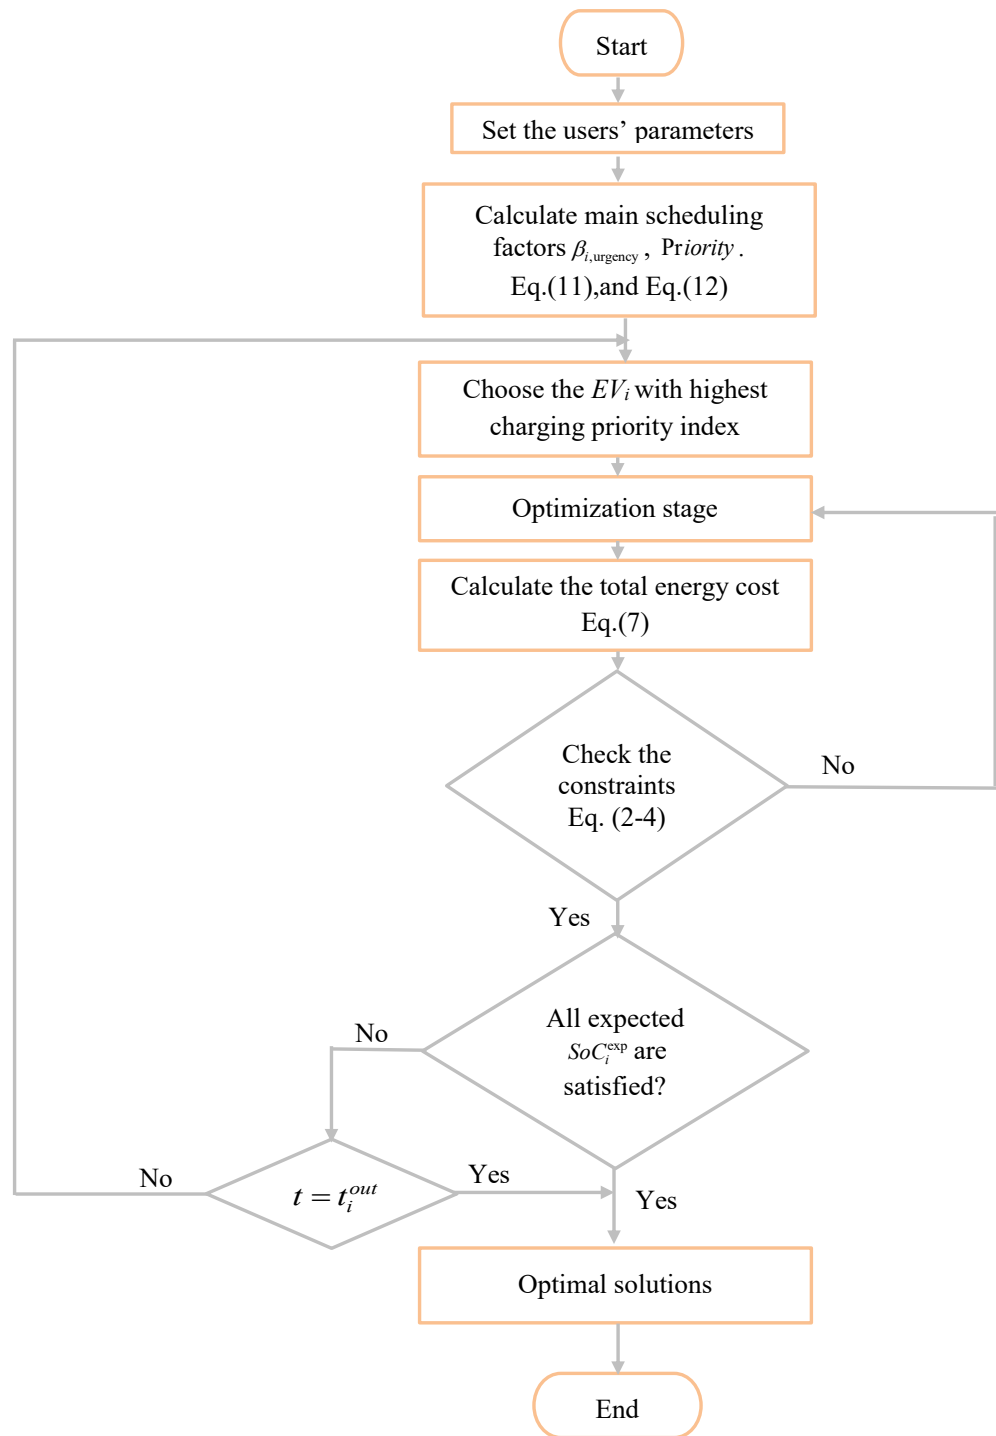 Start
Set the users’ parameters
Calculate main scheduling
factors βi,urgency , Priority .
Eq.(11),and Eq.(12)
Choose the EVi with highest
charging priority index
Optimization stage
Calculate the total energy cost
Eq.(7)
Check the
constraints
Eq. (2-4)
No
Yes
All expected
SoC_i^exp are
satisfied?
No
t = t_i^out
No
Yes
Yes
Optimal solutions
End